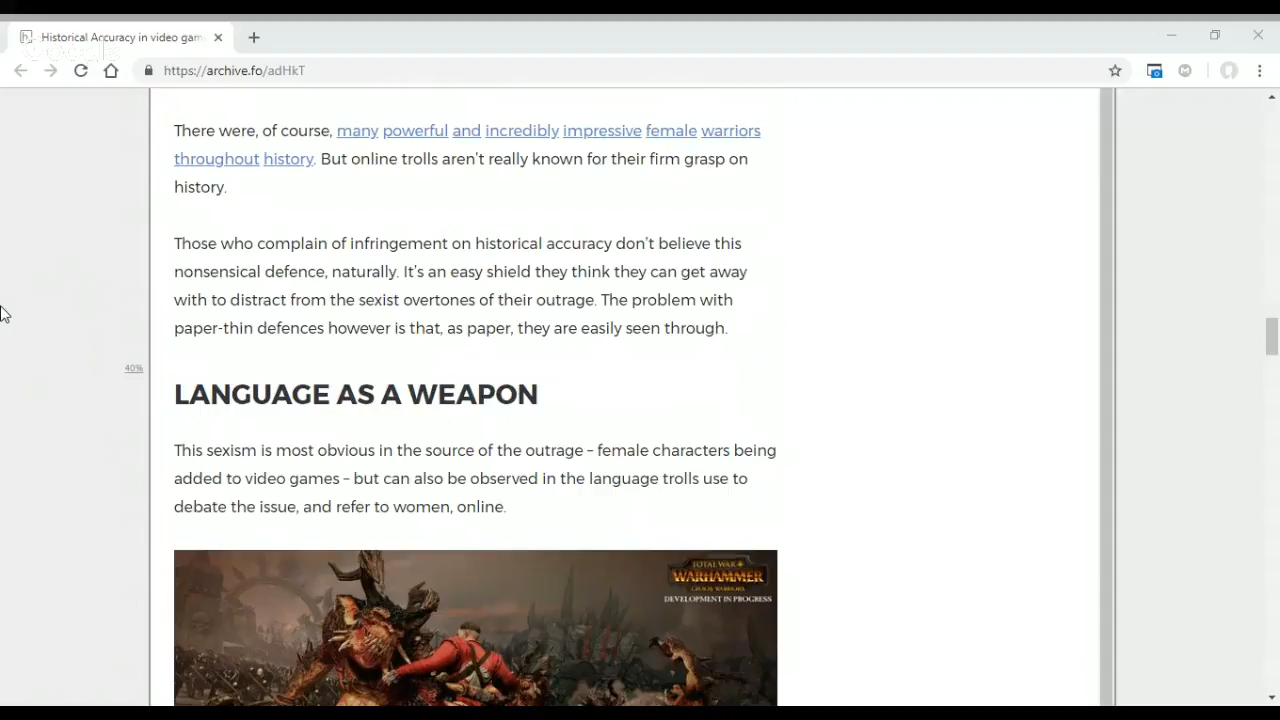 Historical Accuracy in video gam
https://archive.fo/adHkT
There were, of course, many powerful and incredibly impressive female warriors
throughout history. But online trolls aren't really known for their firm grasp on
history.
Those who complain of infringement on historical accuracy don't believe this
nonsensical defence, naturally. It's an easy shield they think they can get away
with to distract from the sexist overtones of their outrage. The problem with
paper-thin defences however is that, as paper, they are easily seen through.
40%
LANGUAGE AS A WEAPON
This sexism is most obvious in the source of the outrage – female characters being
added to video games – but can also be observed in the language trolls use to
debate the issue, and refer to women, online.
TOTAL WAR
WARHAMMER
CHAOS WARRIORS
DEVELOPMENT IN PROGRESS